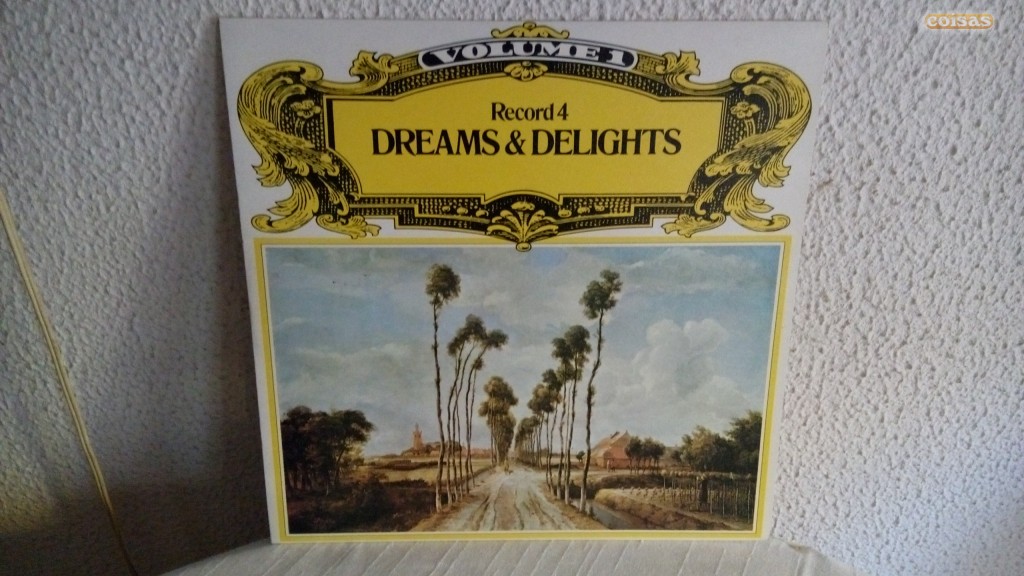 coisas
VOLUME 1
Record 4
DREAMS & DELIGHTS